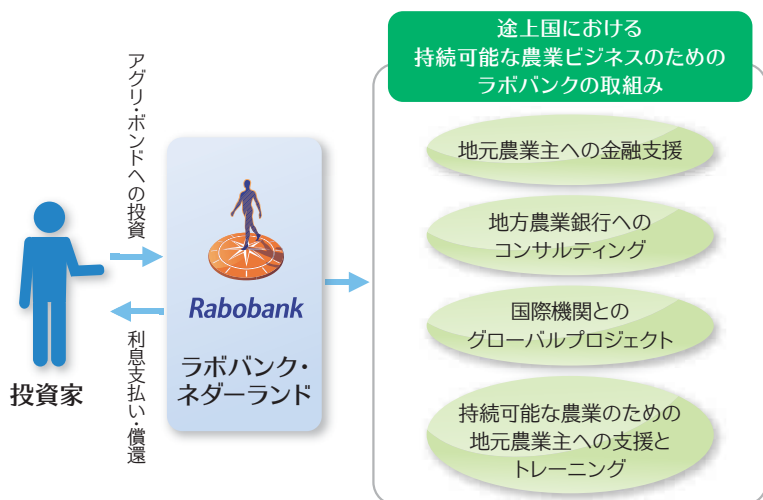 アグリ・ボンドへの投資
利息支払い・償還
投資家
Rabobank
ラボバンク・
ネダーランド
途上国における
持続可能な農業ビジネスのための
ラボバンクの取組み
地元農業主への金融支援
地方農業銀行への
コンサルティング
国際機関との
グローバルプロジェクト
持続可能な農業のための
地元農業主への支援と
トレーニング